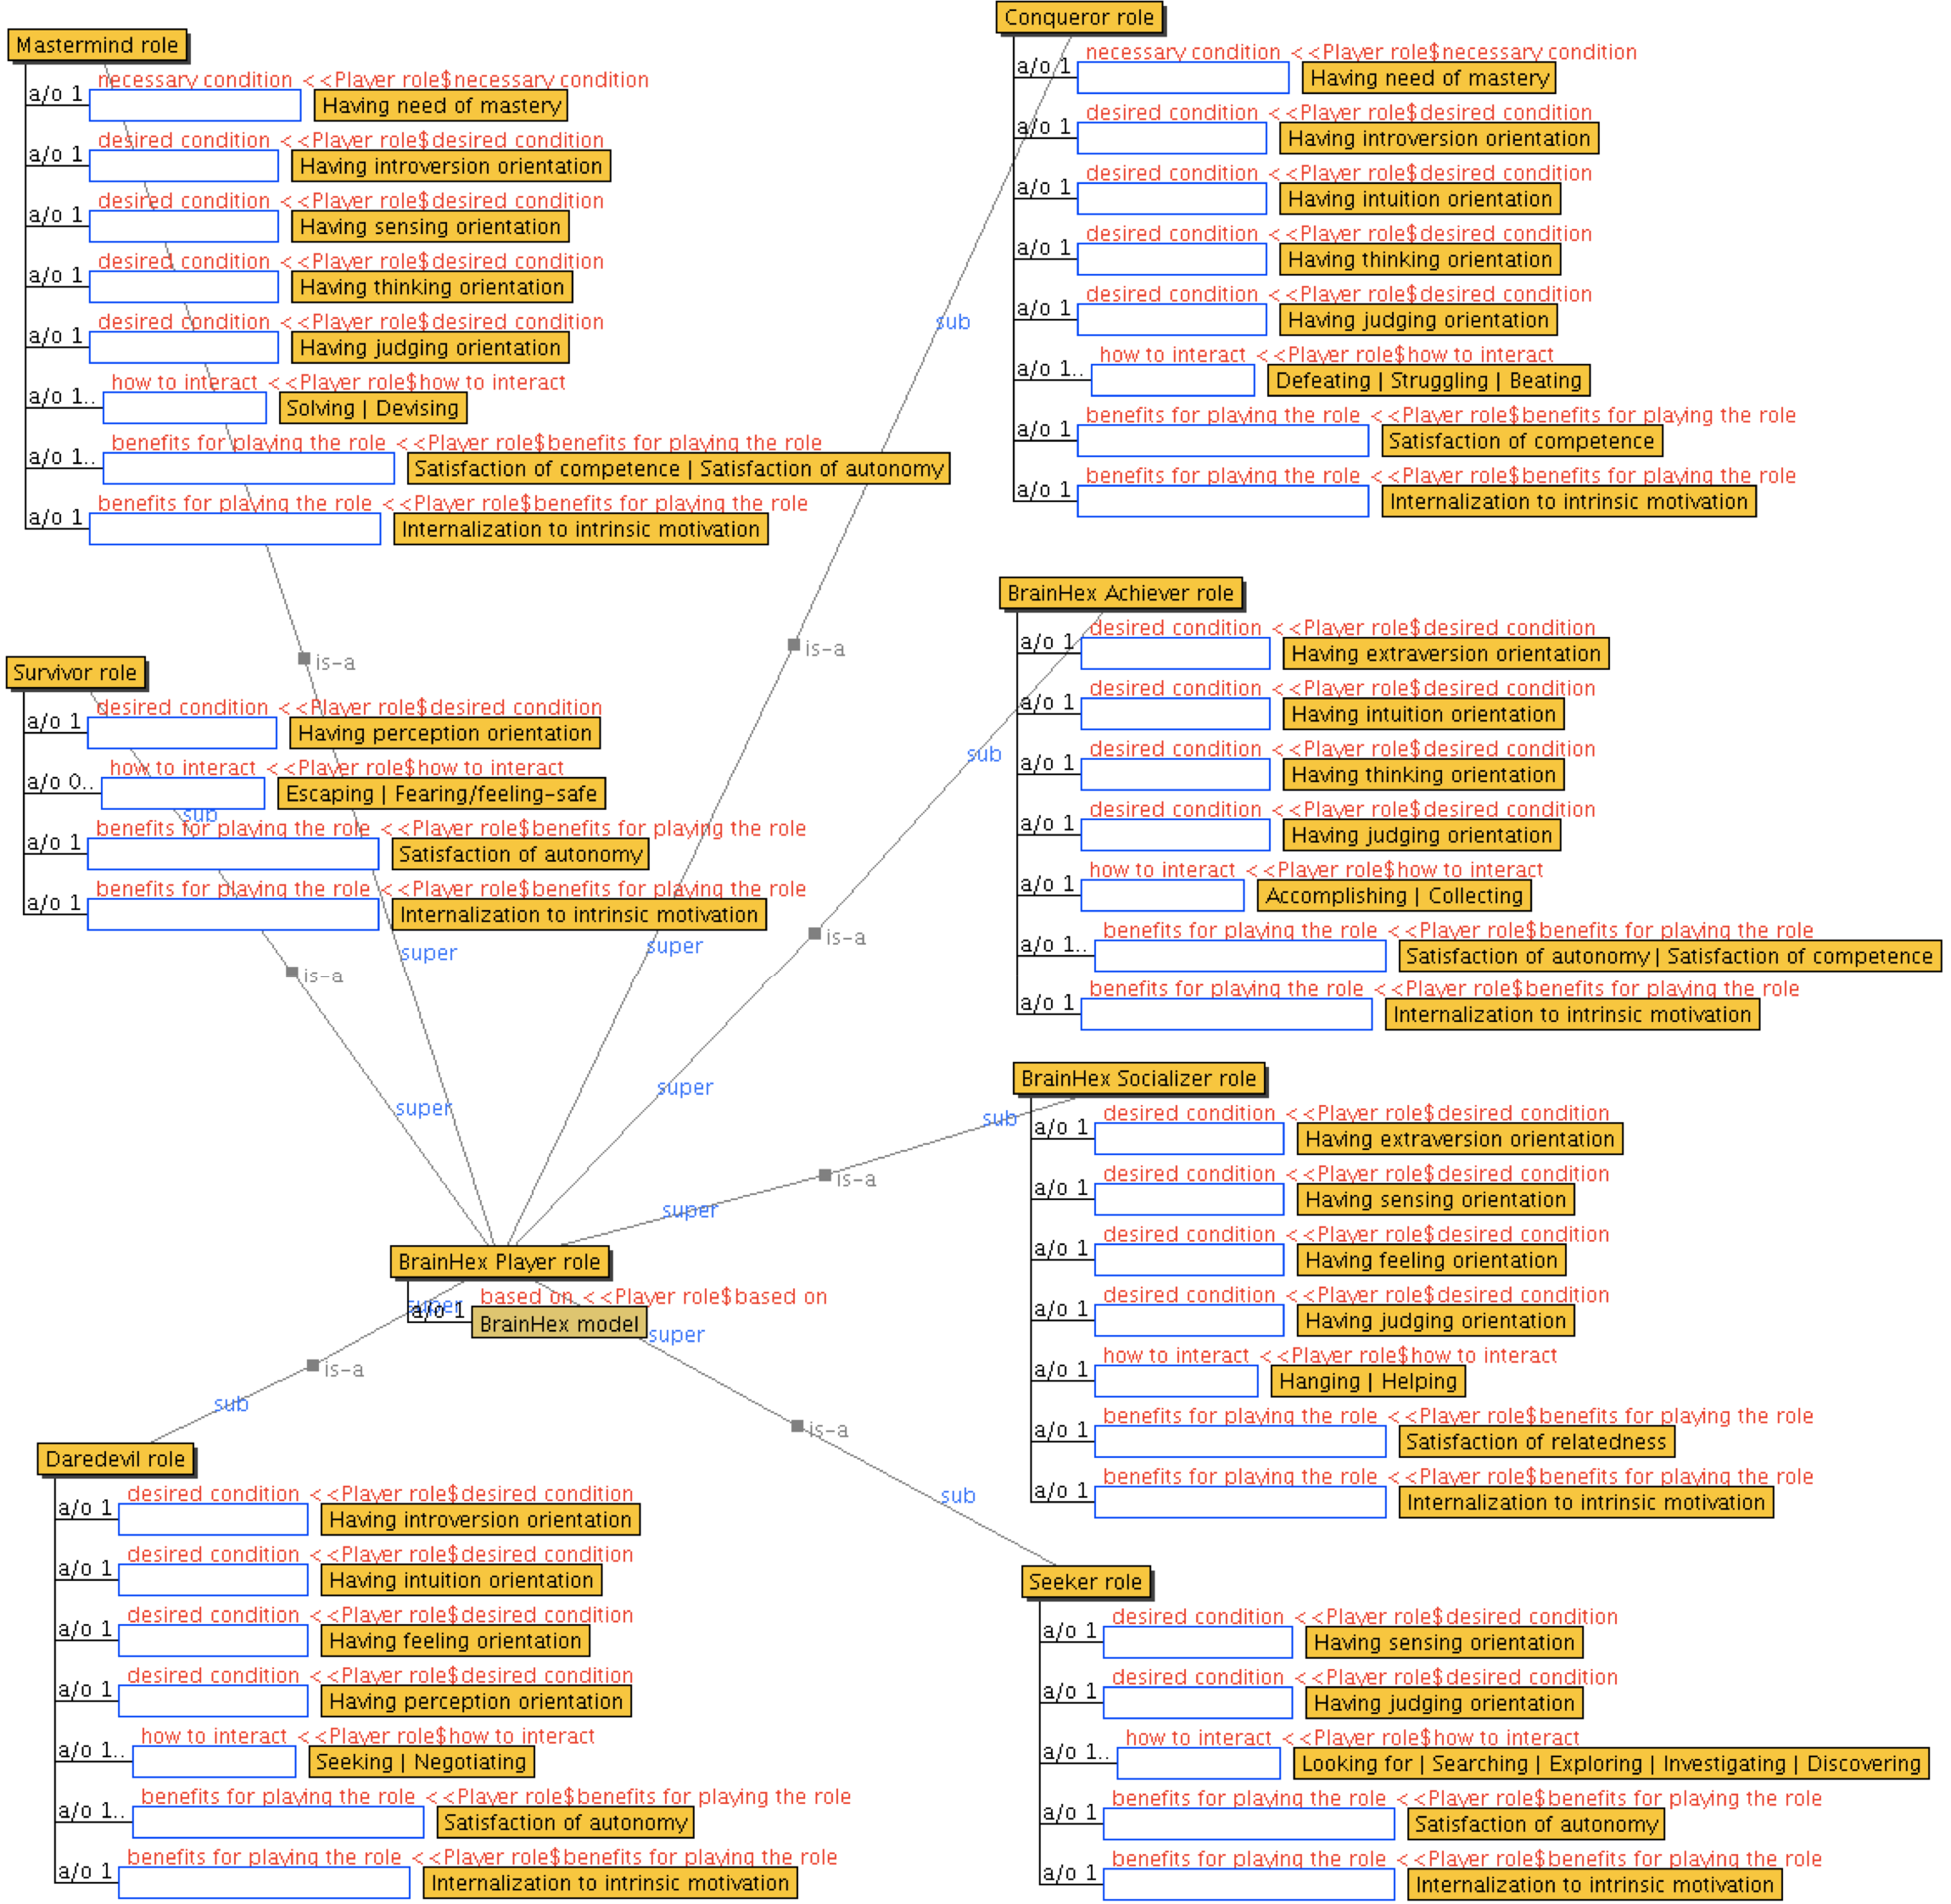 Mastermind role
necessary condition <<Player role$necessary condition
a/o 1 Having need of mastery
desired condition <<Player role$desired condition
a/o 1 Having introversion orientation
desired condition <<Player role$desired condition
a/o 1 Having sensing orientation
desired condition <<Player role$desired condition
a/o 1 Having thinking orientation
desired condition <<Player role$desired condition
a/o 1 Having judging orientation
how to interact <<Player role$how to interact
a/o 1.. Solving | Devising
benefits for playing the role <<Player role$benefits for playing the role
a/o 1.. Satisfaction of competence | Satisfaction of autonomy
benefits for playing the role <<Player role$benefits for playing the role
a/o 1 Internalization to intrinsic motivation
is-a
super
Conqueror role
necessary condition <<Player role$necessary condition
a/o 1 Having need of mastery
desired condition <<Player role$desired condition
a/o 1 Having introversion orientation
desired condition <<Player role$desired condition
a/o 1 Having intuition orientation
desired condition <<Player role$desired condition
a/o 1 Having thinking orientation
desired condition <<Player role$desired condition
a/o 1 Having judging orientation
how to interact <<Player role$how to interact
a/o 1.. Defeating | Struggling | Beating
benefits for playing the role <<Player role$benefits for playing the role
a/o 1 Satisfaction of competence
benefits for playing the role <<Player role$benefits for playing the role
a/o 1 Internalization to intrinsic motivation
sub
is-a
super
Survivor role
desired condition <<Player role$desired condition
a/o 1 Having perception orientation
how to interact <<Player role$how to interact
a/o 0.. Escaping | Fearing/feeling-safe
sub
benefits for playing the role <<Player role$benefits for playing the role
a/o 1 Satisfaction of autonomy
benefits for playing the role <<Player role$benefits for playing the role
a/o 1 Internalization to intrinsic motivation
is-a
super
BrainHex Achiever role
desired condition <<Player role$desired condition
a/o 1 Having extraversion orientation
desired condition <<Player role$desired condition
a/o 1 Having intuition orientation
desired condition <<Player role$desired condition
a/o 1 Having thinking orientation
desired condition <<Player role$desired condition
a/o 1 Having judging orientation
how to interact <<Player role$how to interact
a/o 1 Accomplishing | Collecting
benefits for playing the role <<Player role$benefits for playing the role
a/o 1.. Satisfaction of autonomy | Satisfaction of competence
benefits for playing the role <<Player role$benefits for playing the role
a/o 1 Internalization to intrinsic motivation
sub
is-a
super
BrainHex Socializer role
desired condition <<Player role$desired condition
a/o 1 Having extraversion orientation
desired condition <<Player role$desired condition
a/o 1 Having sensing orientation
desired condition <<Player role$desired condition
a/o 1 Having feeling orientation
desired condition <<Player role$desired condition
a/o 1 Having judging orientation
how to interact <<Player role$how to interact
a/o 1 Hanging | Helping
benefits for playing the role <<Player role$benefits for playing the role
a/o 1 Satisfaction of relatedness
benefits for playing the role <<Player role$benefits for playing the role
a/o 1 Internalization to intrinsic motivation
sub
is-a
super
BrainHex Player role
based on <<Player role$based on
a/o 1 BrainHex model
super
is-a
sub
super
is-a
sub
Daredevil role
desired condition <<Player role$desired condition
a/o 1 Having introversion orientation
desired condition <<Player role$desired condition
a/o 1 Having intuition orientation
desired condition <<Player role$desired condition
a/o 1 Having feeling orientation
desired condition <<Player role$desired condition
a/o 1 Having perception orientation
how to interact <<Player role$how to interact
a/o 1.. Seeking | Negotiating
benefits for playing the role <<Player role$benefits for playing the role
a/o 1.. Satisfaction of autonomy
benefits for playing the role <<Player role$benefits for playing the role
a/o 1 Internalization to intrinsic motivation
Seeker role
desired condition <<Player role$desired condition
a/o 1 Having sensing orientation
desired condition <<Player role$desired condition
a/o 1 Having judging orientation
how to interact <<Player role$how to interact
a/o 1.. Looking for | Searching | Exploring | Investigating | Discovering
benefits for playing the role <<Player role$benefits for playing the role
a/o 1 Satisfaction of autonomy
benefits for playing the role <<Player role$benefits for playing the role
a/o 1 Internalization to intrinsic motivation